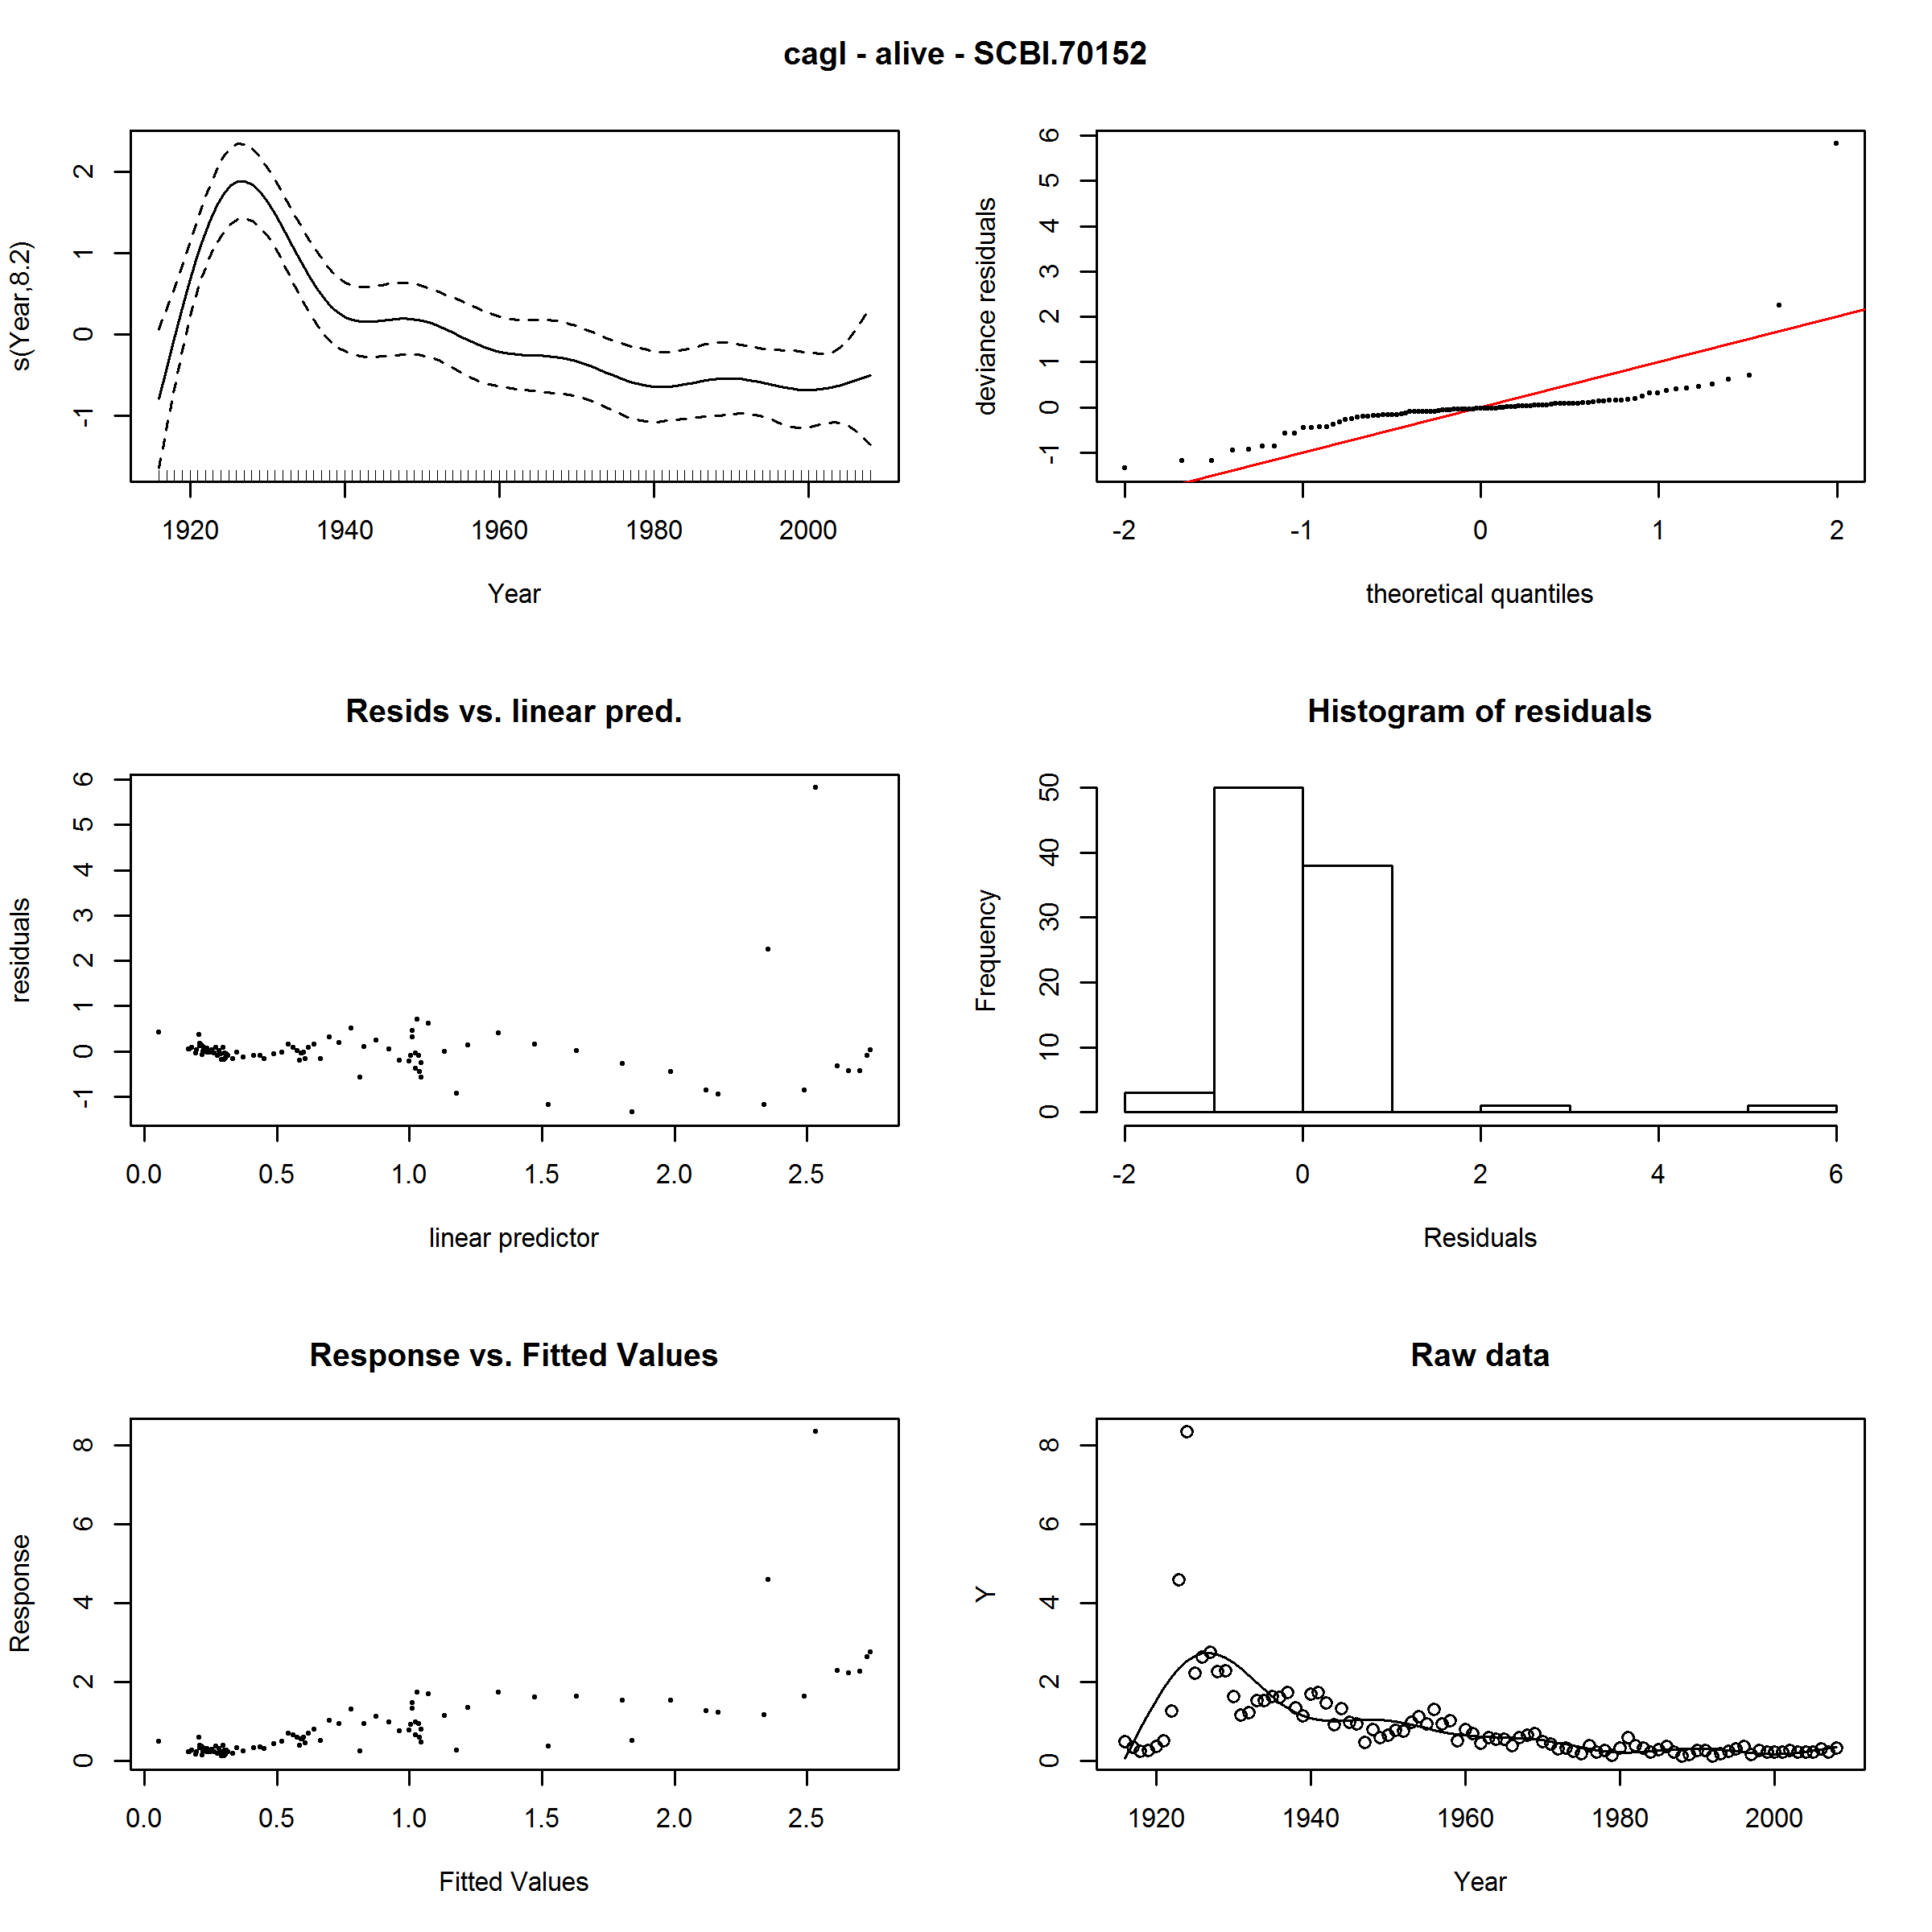 cagl - alive - SCBI.70152
s(Year,8.2)
2
1
0
-1
1920 1940 1960 1980 2000
Year
deviance residuals
6
5
4
3
2
1
0
-1
-2 -1 0 1 2
theoretical quantiles
Resids vs. linear pred.
residuals
6
5
4
3
2
1
0
-1
0.0 0.5 1.0 1.5 2.0 2.5
linear predictor
Histogram of residuals
Frequency
50
40
30
20
10
0
-2 0 2 4 6
Residuals
Response vs. Fitted Values
Response
8
6
4
2
0
0.0 0.5 1.0 1.5 2.0 2.5
Fitted Values
Raw data
Y
8
6
4
2
0
1920 1940 1960 1980 2000
Year